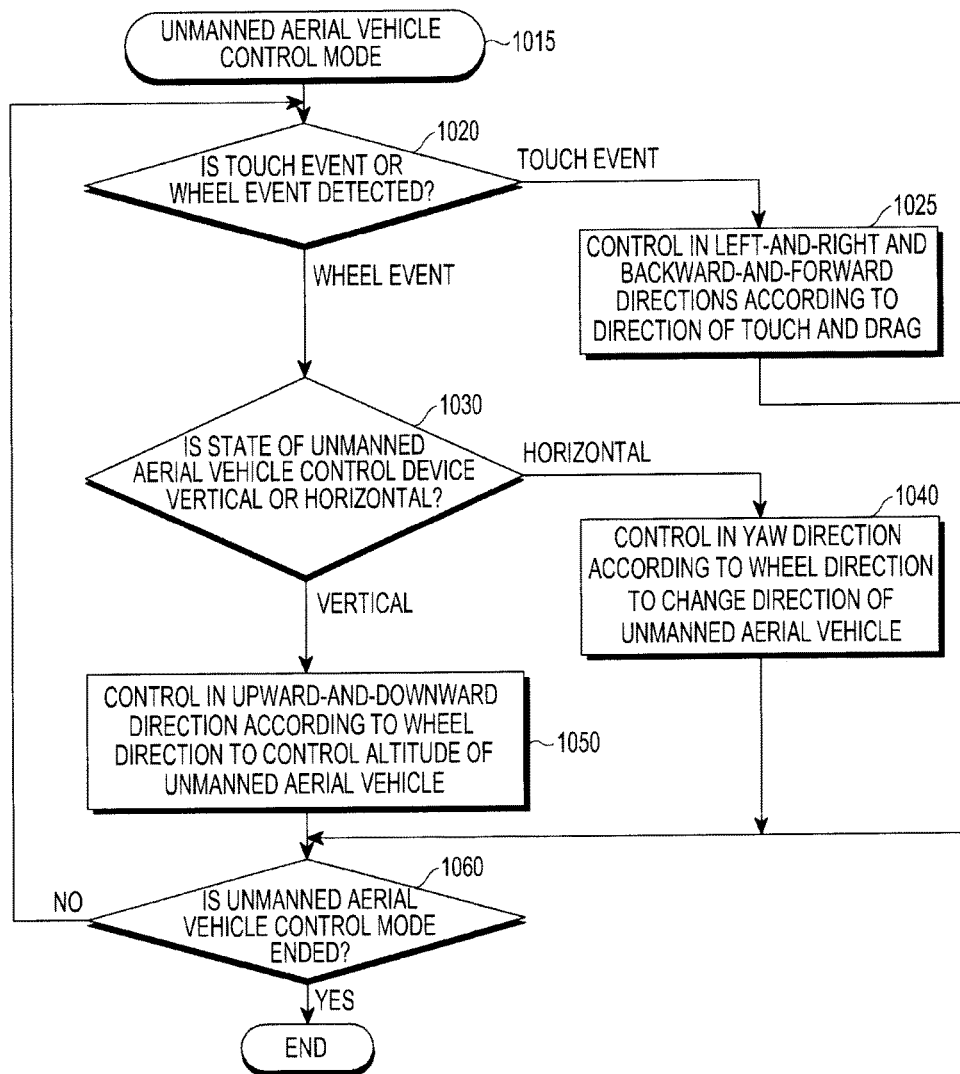 UNMANNED AERIAL VEHICLE
CONTROL MODE
1015
1020
IS TOUCH EVENT OR
WHEEL EVENT DETECTED?
TOUCH EVENT
1025
CONTROL IN LEFT-AND-RIGHT AND
BACKWARD-AND-FORWARD
DIRECTIONS ACCORDING TO
DIRECTION OF TOUCH AND DRAG
WHEEL EVENT
1030
IS STATE OF UNMANNED
AERIAL VEHICLE CONTROL DEVICE
VERTICAL OR HORIZONTAL?
HORIZONTAL
1040
CONTROL IN YAW DIRECTION
ACCORDING TO WHEEL DIRECTION
TO CHANGE DIRECTION OF
UNMANNED AERIAL VEHICLE
VERTICAL
CONTROL IN UPWARD-AND-DOWNWARD
DIRECTION ACCORDING TO WHEEL
DIRECTION TO CONTROL ALTITUDE OF
UNMANNED AERIAL VEHICLE
1050
1060
IS UNMANNED AERIAL
VEHICLE CONTROL MODE
ENDED?
NO
YES
END